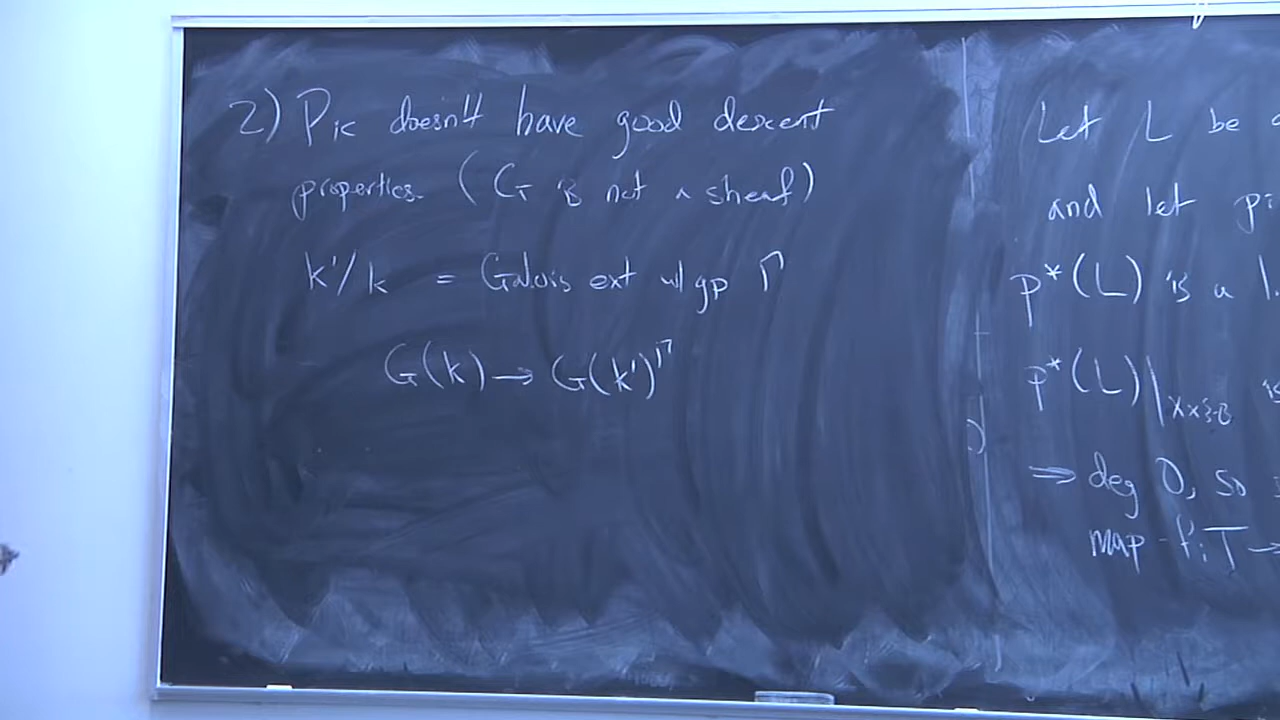 2) Pic doesn't have good descent
properties. (G is not a sheaf)
k'/k = Galois ext w/ gp Γ
G(k) → G(k')^Γ
Let L be
and let
p*(L) is a
p*(L)|
⇒ deg 0, so
map f: T →